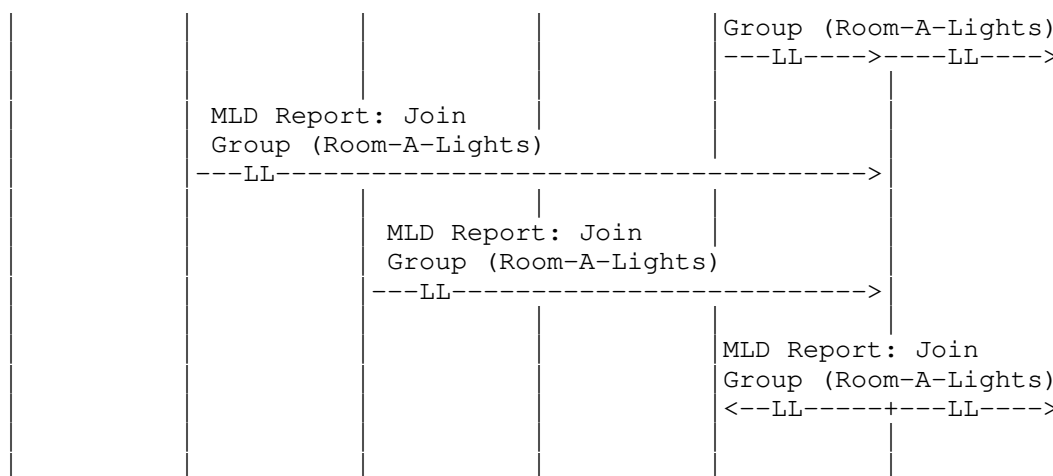 Group (Room-A-Lights)
---LL---->----LL---->
MLD Report: Join
Group (Room-A-Lights)
---LL------------------------------------->
MLD Report: Join
Group (Room-A-Lights)
---LL-------------------------->
MLD Report: Join
Group (Room-A-Lights)
<--LL-----+---LL---->